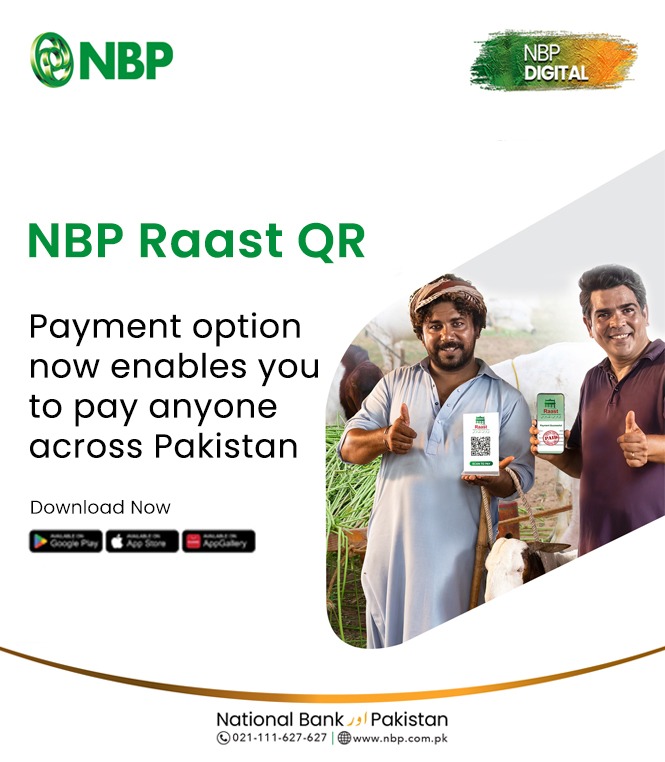 NBP
NBP
DIGITAL
NBP Raast QR
Payment option
now enables you
to pay anyone
across Pakistan
Raast
SCAN TO PAY
Raast
Payment Successful
PAID
Download Now
AVAILABLE ON
Google Play
AVAILABLE ON
App Store
AVAILABLE ON
AppGallery
National Bank اور Pakistan
021-111-627-627 | www.nbp.com.pk